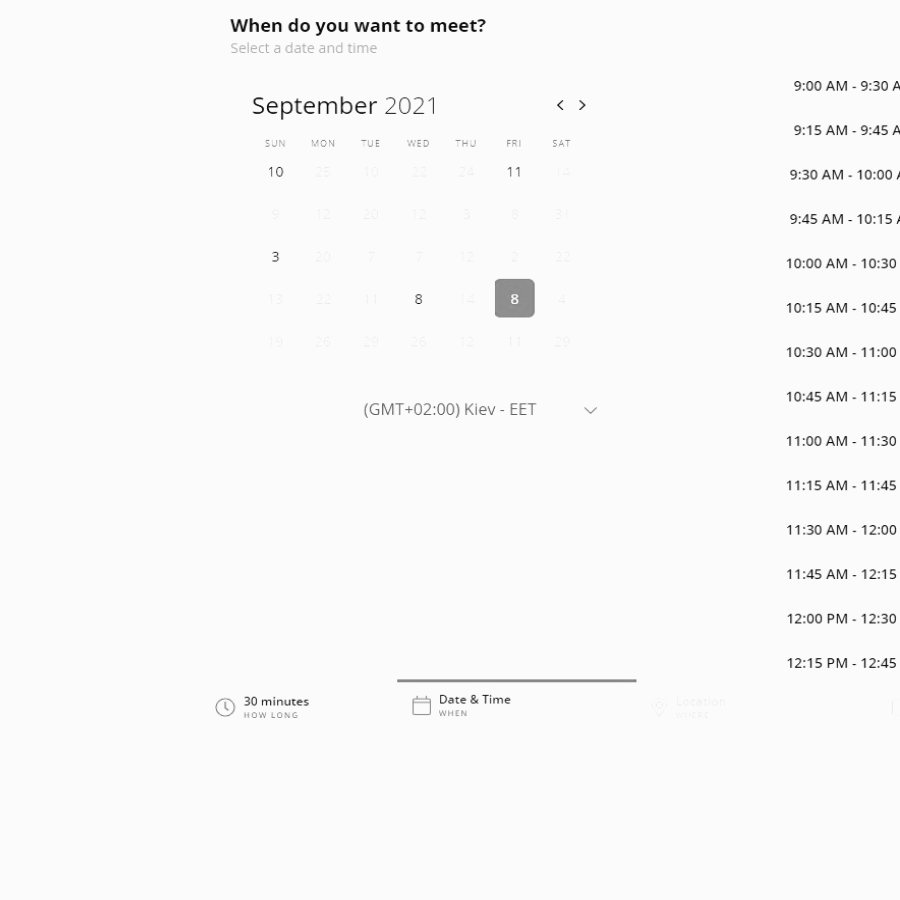 When do you want to meet?
Select a date and time
September 2021
SUN MON TUE WED THU FRI SAT
10 25 19 22 24 11 14
9 12 20 12 3 31
3 20 7 7 12 2 22
13 22 11 8 14 8 4
19 26 29 26 12 11 29
(GMT+02:00) Kiev - EET
9:00 AM - 9:30 A
9:15 AM - 9:45 A
9:30 AM - 10:00 A
9:45 AM - 10:15 A
10:00 AM - 10:30
10:15 AM - 10:45
10:30 AM - 11:00
10:45 AM - 11:15
11:00 AM - 11:30
11:15 AM - 11:45
11:30 AM - 12:00
11:45 AM - 12:15
12:00 PM - 12:30
12:15 PM - 12:45
30 minutes
HOW LONG
Date & Time
WHEN
Location
WHERE